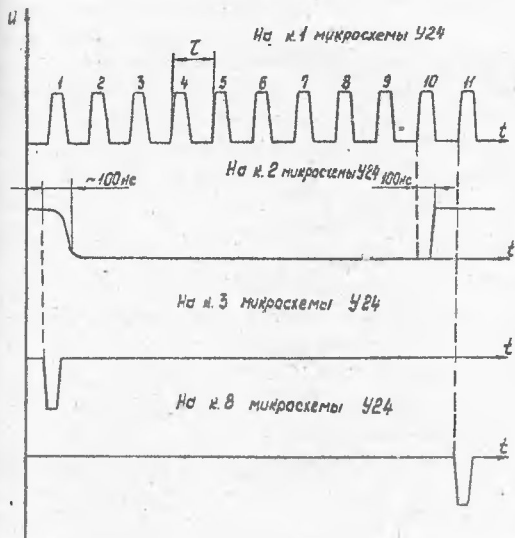 U
На к.1 микросхемы У24
τ
1 2 3 4 5 6 7 8 9 10 11
t
На к.2 микросхемы У24
~100нс
100нс
t
На к.3 микросхемы У24
t
На к.8 микросхемы У24
t